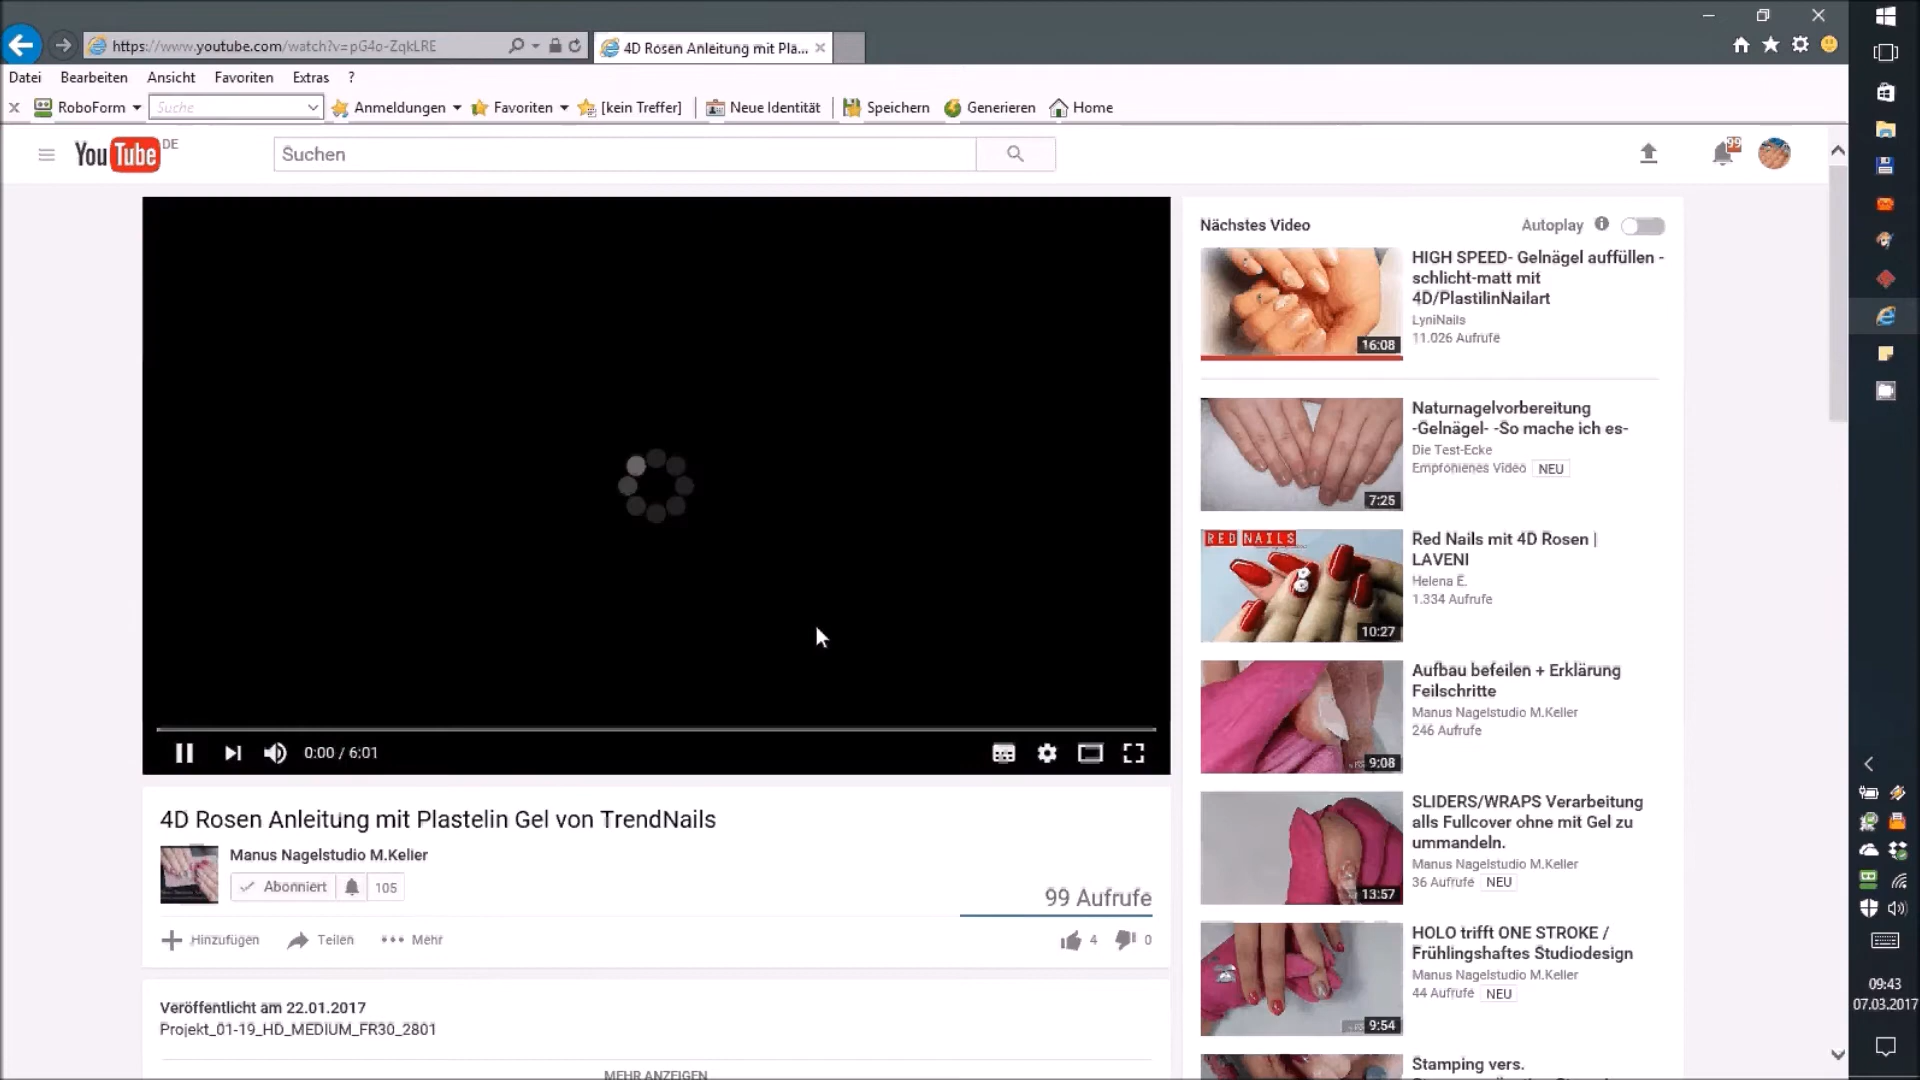 https://www.youtube.com/watch?v=pG4o-ZqkLRE
4D Rosen Anleitung mit Pla...
Datei Bearbeiten Ansicht Favoriten Extras ?
x RoboForm Suche Anmeldungen Favoriten [kein Treffer] Neue Identität Speichern Generieren Home
YouTube DE
Suchen
99
Nächstes Video
Autoplay
HIGH SPEED- Gelnägel auffüllen -
schlicht-matt mit
4D/PlastilinNailart
LyniNails
11.026 Aufrufe
16:08
Naturnagelvorbereitung
-Gelnägel- -So mache ich es-
Die Test-Ecke
Empfohlenes Video NEU
7:25
RED NAILS
Red Nails mit 4D Rosen |
LAVENI
Helena E.
1.334 Aufrufe
10:27
Aufbau befeilen + Erklärung
Feilschritte
Manus Nagelstudio M.Keller
246 Aufrufe
9:08
SLIDERS/WRAPS Verarbeitung
alls Fullcover ohne mit Gel zu
ummandeln.
Manus Nagelstudio M.Keller
36 Aufrufe NEU
13:57
HOLO trifft ONE STROKE /
Frühlingshaftes Studiodesign
Manus Nagelstudio M.Keller
44 Aufrufe NEU
9:54
Stamping vers.
0:00 / 6:01
4D Rosen Anleitung mit Plastelin Gel von TrendNails
Manus Nagelstudio M.Keller
Abonniert 105
99 Aufrufe
Hinzufügen Teilen Mehr
4 0
Veröffentlicht am 22.01.2017
Projekt_01-19_HD_MEDIUM_FR30_2801
MEHR ANZEIGEN
09:43
07.03.2017